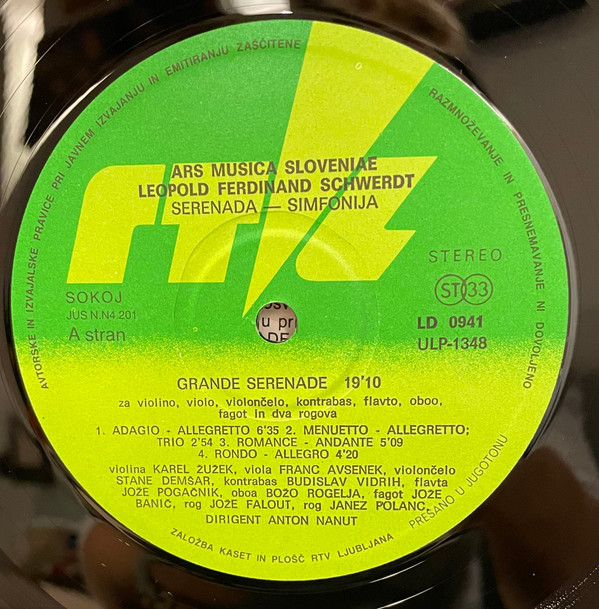 AVTORSKE IN IZVAJALSKE PRAVICE PRI JAVNEM IZVAJANJU IN EMITIRANJU ZAŠČITENE
RAZMNOŽEVANJE IN PRESNEMAVANJE NI DOVOLJENO
rtl
ARS MUSICA SLOVENIAE
LEOPOLD FERDINAND SCHWERDT
SERENADA — SIMFONIJA
STEREO
SOKOJ
JUS N.N4.201
A stran
ST 33
LD 0941
ULP-1348
u pri
DE
GRANDE SERENADE 19'10
za violino, violo, violončelo, kontrabas, flavto, oboo,
fagot in dva rogova
1. ADAGIO - ALLEGRETTO 6'35 2. MENUETTO - ALLEGRETTO;
TRIO 2'54 3. ROMANCE - ANDANTE 5'09
4. RONDO - ALLEGRO 4'20
violina KAREL ŽUŽEK, viola FRANC AVSENEK, violončelo
STANE DEMŠAR, kontrabas BUDISLAV VIDRIH, flavta
JOŽE POGAČNIK, oboa BOŽO ROGELJA, fagot JOŽE
BANIČ, rog JOŽE FALOUT, rog JANEZ POLANC,
DIRIGENT ANTON NANUT
ZALOŽBA KASET IN PLOŠČ RTV LJUBLJANA
PREŠANO U JUGOTONU